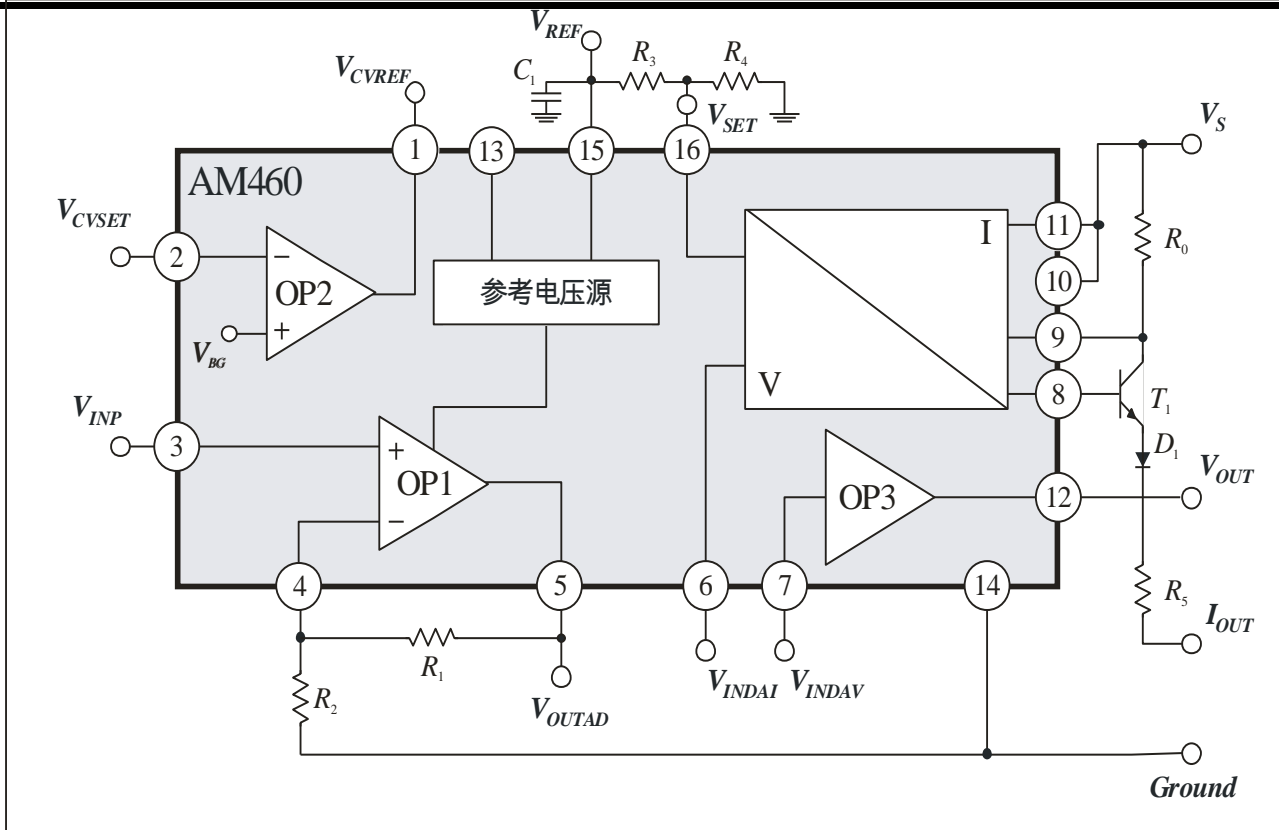 V_REF
R_3 R_4
C_1
V_CVREF
V_SET
V_S
1 13 15 16
AM460
V_CVSET
2
− OP2 +
V_BG
参考电压源
I
V
11
R_0
10
9
8
T_1
D_1
V_INP
3
+ OP1 −
OP3
12
V_OUT
4 5 6 7 14
R_5
I_OUT
R_1
R_2
V_OUTAD
V_INDAI V_INDAV
Ground